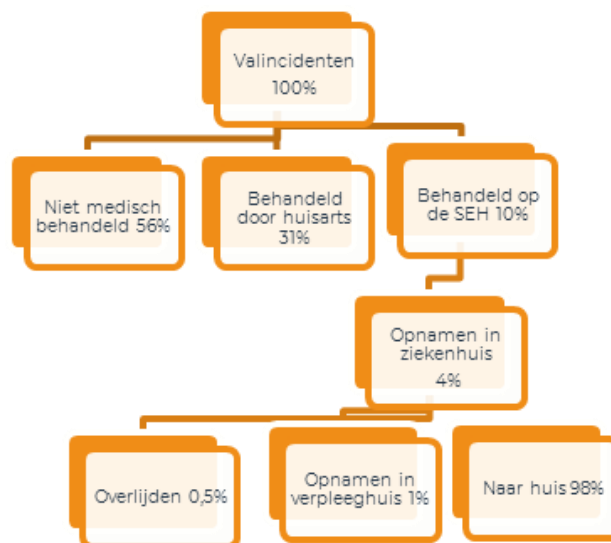 Valincidenten
100%
Niet medisch
behandeld 56%
Behandeld
door huisarts
31%
Behandeld op
de SEH 10%
Opnamen in
ziekenhuis
4%
Overlijden 0,5%
Opnamen in
verpleeghuis 1%
Naar huis 98%